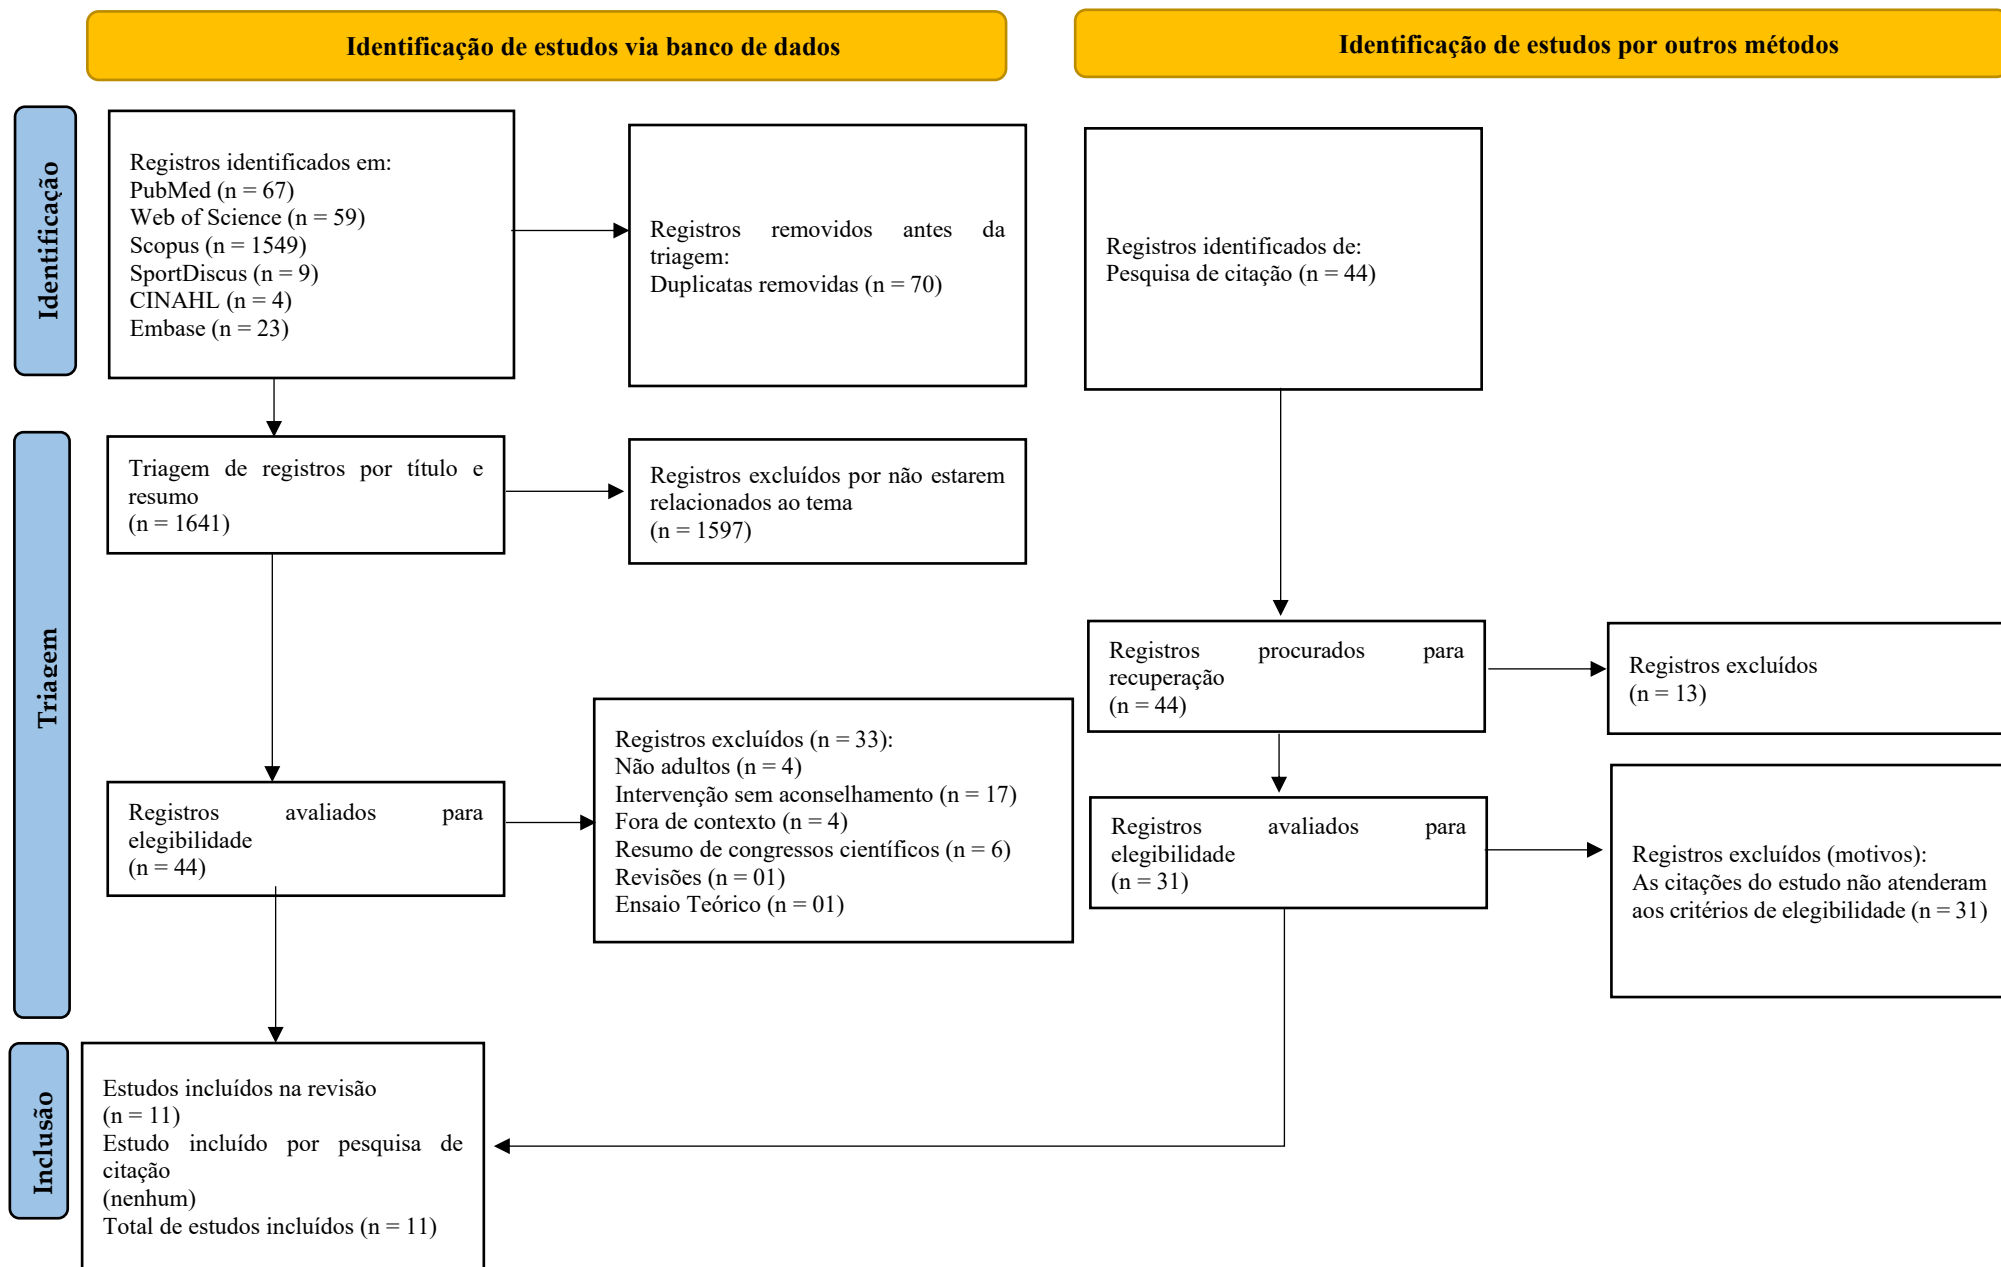 Identificação de estudos via banco de dados
Identificação de estudos por outros métodos
Identificação
Registros identificados em:
PubMed (n = 67)
Web of Science (n = 59)
Scopus (n = 1549)
SportDiscus (n = 9)
CINAHL (n = 4)
Embase (n = 23)
Registros removidos antes da
triagem:
Duplicatas removidas (n = 70)
Registros identificados de:
Pesquisa de citação (n = 44)
Triagem
Triagem de registros por título e
resumo
(n = 1641)
Registros excluídos por não estarem
relacionados ao tema
(n = 1597)
Registros procurados para
recuperação
(n = 44)
Registros excluídos
(n = 13)
Registros avaliados para
elegibilidade
(n = 44)
Registros excluídos (n = 33):
Não adultos (n = 4)
Intervenção sem aconselhamento (n = 17)
Fora de contexto (n = 4)
Resumo de congressos científicos (n = 6)
Revisões (n = 01)
Ensaio Teórico (n = 01)
Registros avaliados para
elegibilidade
(n = 31)
Registros excluídos (motivos):
As citações do estudo não atenderam
aos critérios de elegibilidade (n = 31)
Inclusão
Estudos incluídos na revisão
(n = 11)
Estudo incluído por pesquisa de
citação
(nenhum)
Total de estudos incluídos (n = 11)